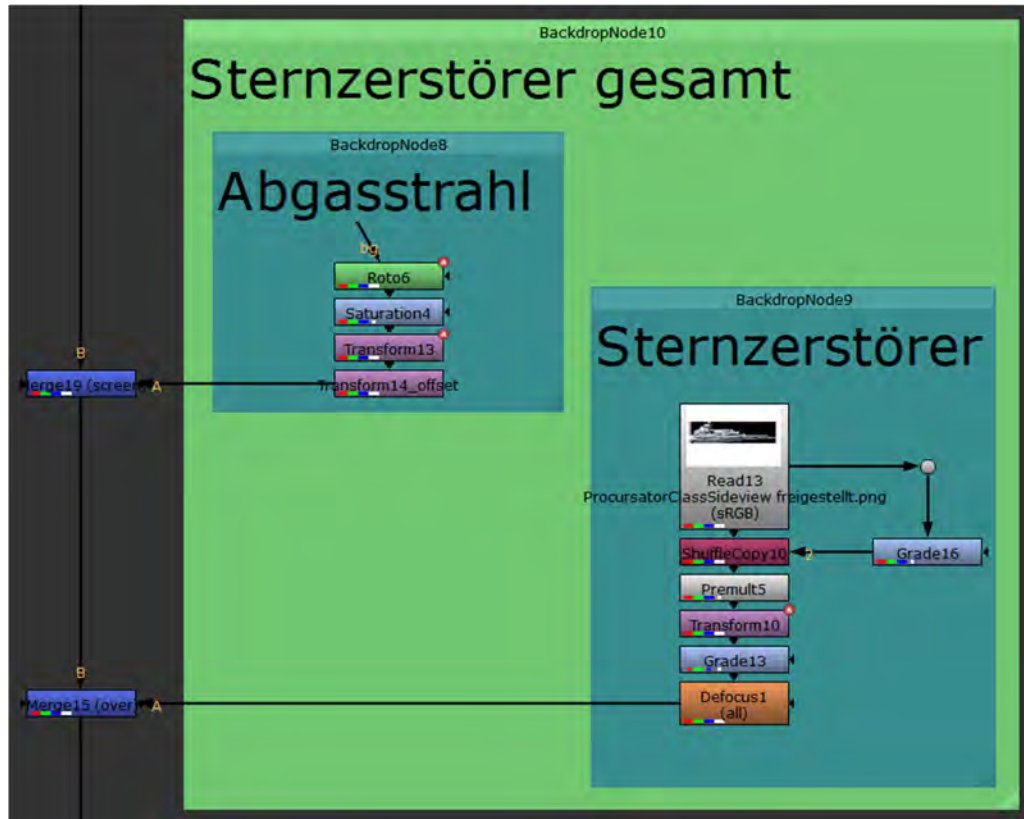 BackdropNode10
Sternzerstörer gesamt
BackdropNode8
Abgasstrahl
bg
Roto6
Saturation4
Transform13
B
erge19 (scree
A
Transform14_offset
BackdropNode9
Sternzerstörer
Read13
ProcursatorClassSideview freigestellt.png
(sRGB)
ShuffleCopy10
2
Grade16
Premult5
Transform10
Grade13
B
Merge15 (over
A
Defocus1
(all)